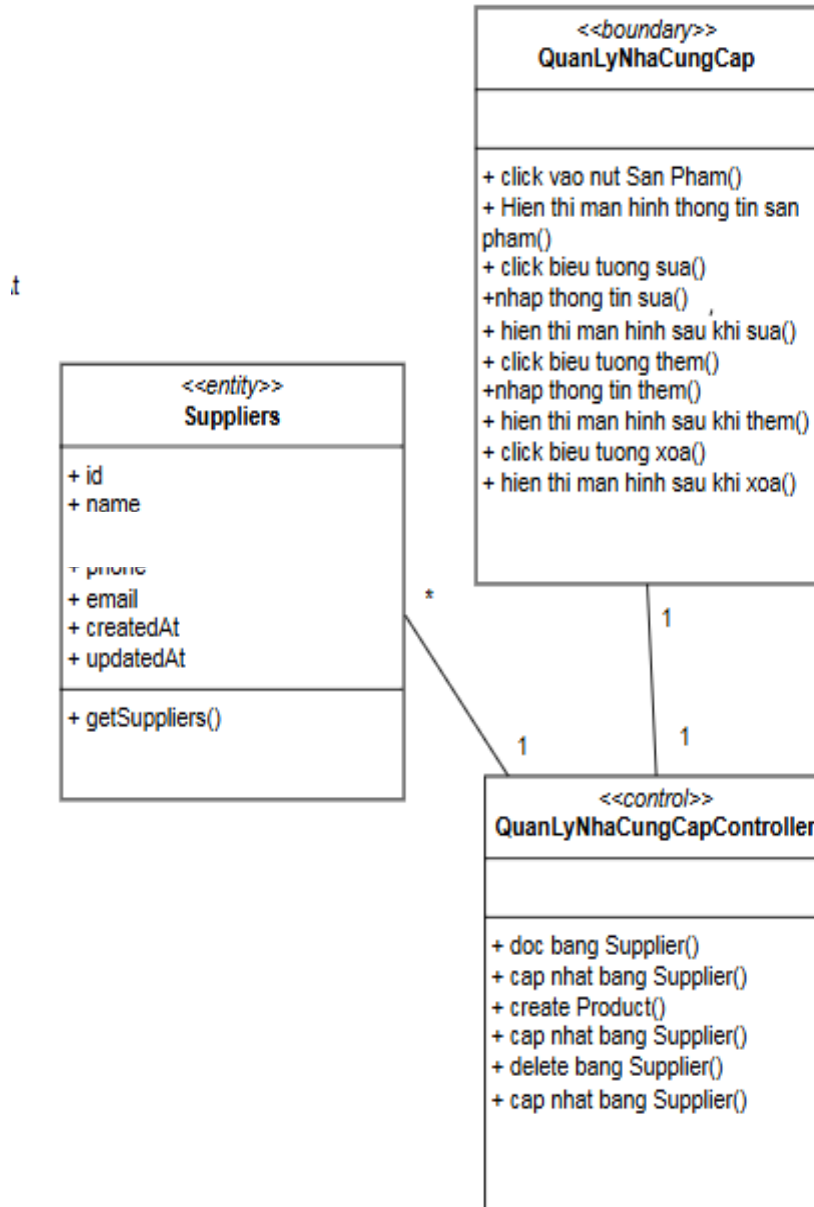 <<boundary>>
QuanLyNhaCungCap
+ click vao nut San Pham()
+ Hien thi man hinh thong tin san
pham()
+ click bieu tuong sua()
+nhap thong tin sua()
+ hien thi man hinh sau khi sua()
+ click bieu tuong them()
+nhap thong tin them()
+ hien thi man hinh sau khi them()
+ click bieu tuong xoa()
+ hien thi man hinh sau khi xoa()
<<entity>>
Suppliers
+ id
+ name
+ phone
+ email
+ createdAt
+ updatedAt
+ getSuppliers()
*
1
1
1
<<control>>
QuanLyNhaCungCapController
+ doc bang Supplier()
+ cap nhat bang Supplier()
+ create Product()
+ cap nhat bang Supplier()
+ delete bang Supplier()
+ cap nhat bang Supplier()